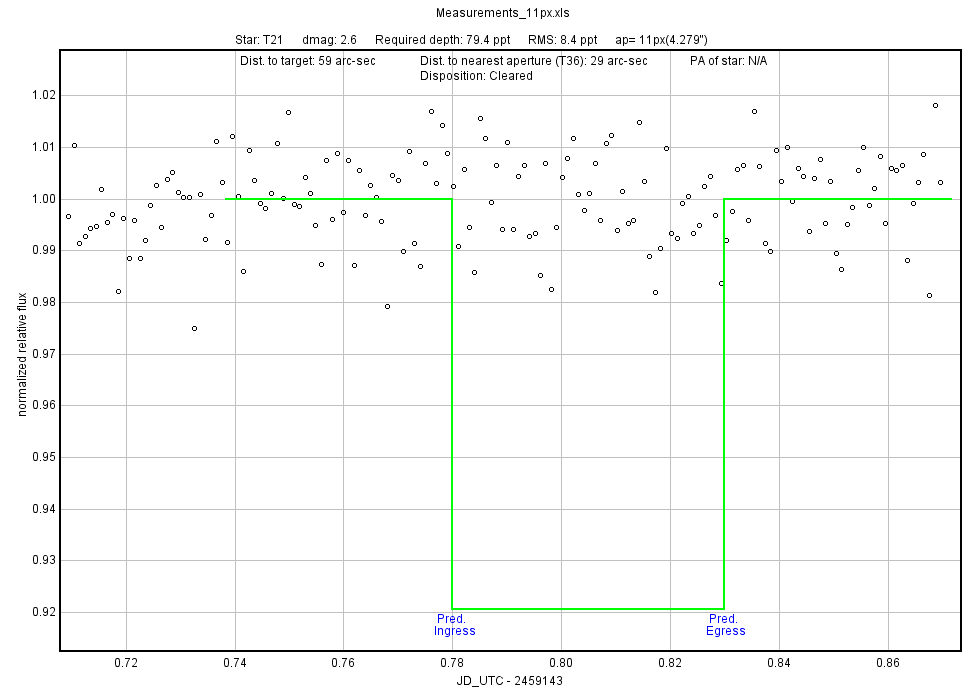 Measurements_11px.xls
Star: T21 dmag: 2.6 Required depth: 79.4 ppt RMS: 8.4 ppt ap= 11px(4.279")
Dist. to target: 59 arc-sec Dist. to nearest aperture (T36): 29 arc-sec PA of star: N/A
Disposition: Cleared
1.02
1.01
1.00
0.99
0.98
0.97
0.96
0.95
0.94
0.93
0.92
normalized relative flux
Pred.
Ingress
Pred.
Egress
0.72 0.74 0.76 0.78 0.80 0.82 0.84 0.86
JD_UTC - 2459143